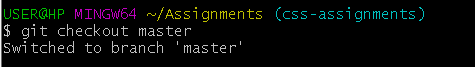 USER@HP MINGW64 ~/Assignments (css-assignments)
$ git checkout master
Switched to branch 'master'